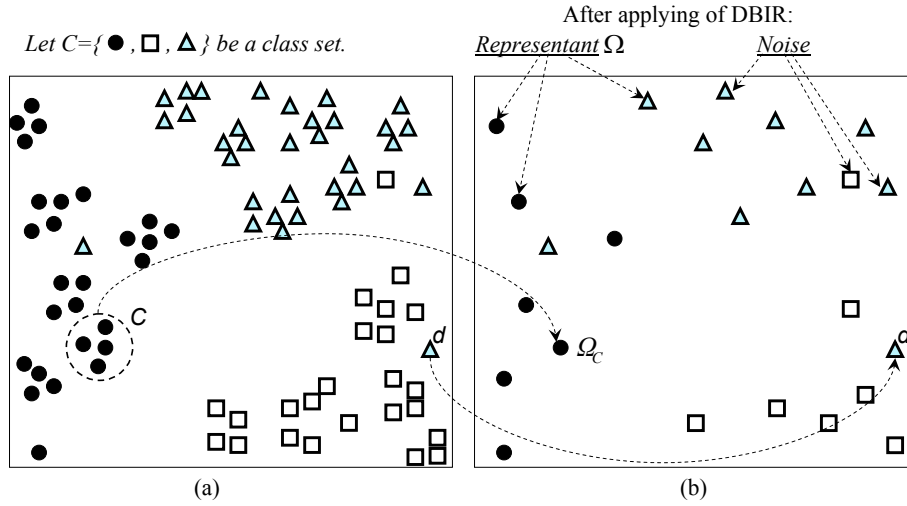 After applying of DBIR:
Let C={ ● , □ , △ } be a class set.
Representant Ω
Noise
C
d
Ω_C
d
(a)
(b)